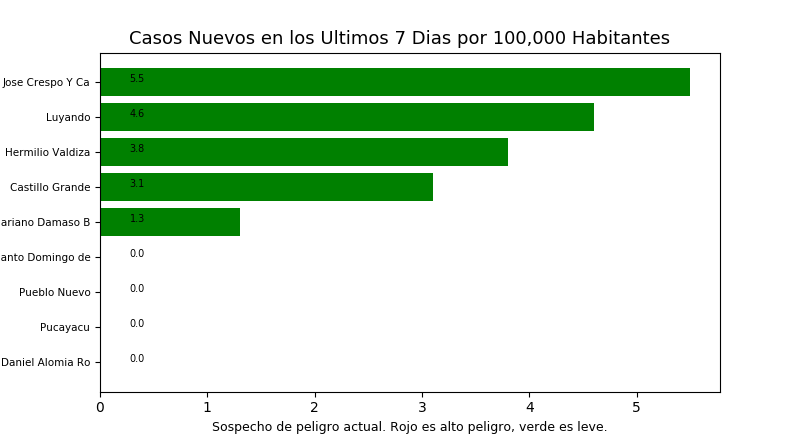 Casos Nuevos en los Ultimos 7 Dias por 100,000 Habitantes
Jose Crespo Y Ca 5.5
Luyando 4.6
Hermilio Valdiza 3.8
Castillo Grande 3.1
ariano Damaso B 1.3
anto Domingo de 0.0
Pueblo Nuevo 0.0
Pucayacu 0.0
Daniel Alomia Ro 0.0
0 1 2 3 4 5
Sospecho de peligro actual. Rojo es alto peligro, verde es leve.